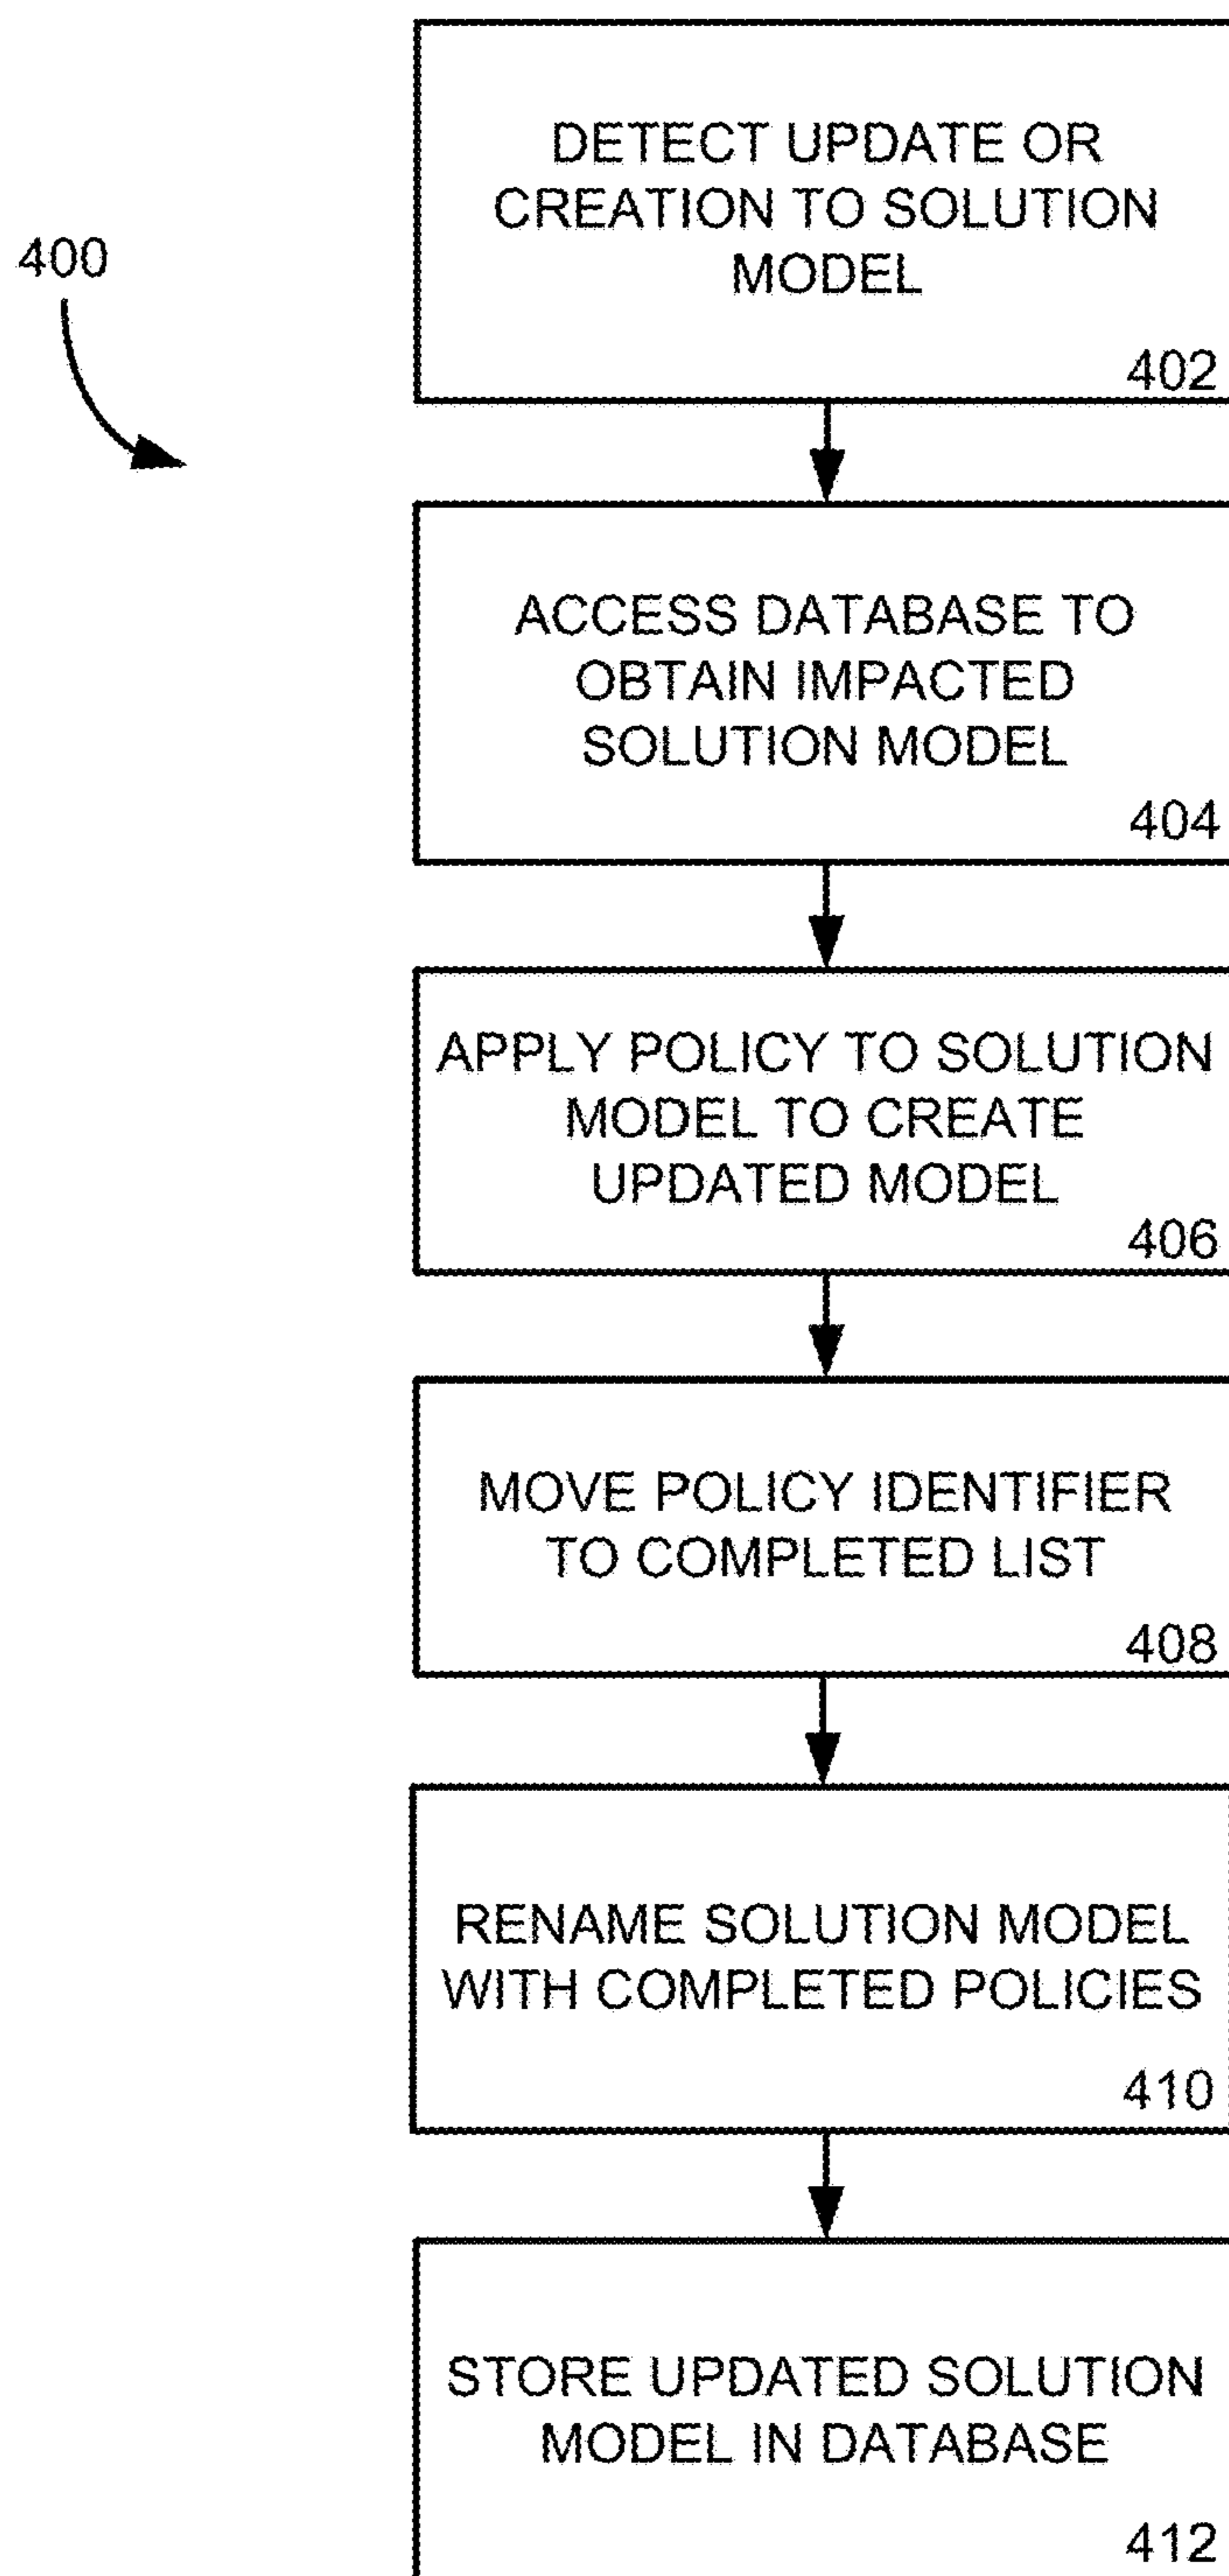 400
DETECT UPDATE OR
CREATION TO SOLUTION
MODEL
402
ACCESS DATABASE TO
OBTAIN IMPACTED
SOLUTION MODEL
404
APPLY POLICY TO SOLUTION
MODEL TO CREATE
UPDATED MODEL
406
MOVE POLICY IDENTIFIER
TO COMPLETED LIST
408
RENAME SOLUTION MODEL
WITH COMPLETED POLICIES
410
STORE UPDATED SOLUTION
MODEL IN DATABASE
412